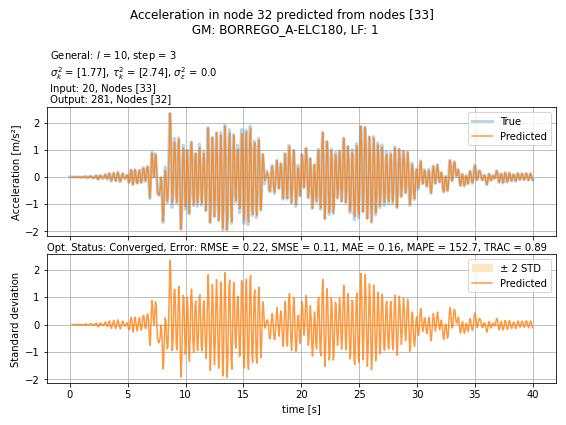 Acceleration in node 32 predicted from nodes [33]
GM: BORREGO_A-ELC180, LF: 1
General: l = 10, step = 3
σ²ₖ = [1.77], τ²ₖ = [2.74], σ²ε = 0.0
Input: 20, Nodes [33]
Output: 281, Nodes [32]
Acceleration [m/s²]
2
1
0
−1
−2
True
Predicted
Opt. Status: Converged, Error: RMSE = 0.22, SMSE = 0.11, MAE = 0.16, MAPE = 152.7, TRAC = 0.89
Standard deviation
2
1
0
−1
−2
± 2 STD
Predicted
0 5 10 15 20 25 30 35 40
time [s]